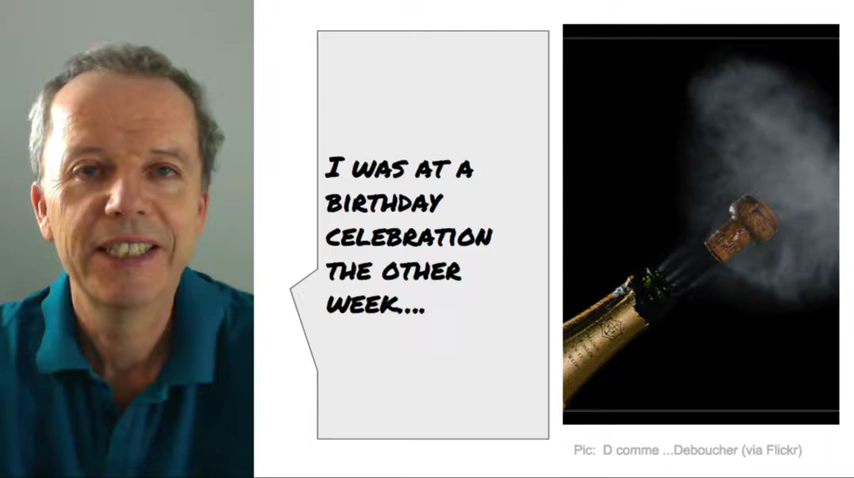 I WAS AT A
BIRTHDAY
CELEBRATION
THE OTHER
WEEK....
Pic: D comme ...Deboucher (via Flickr)